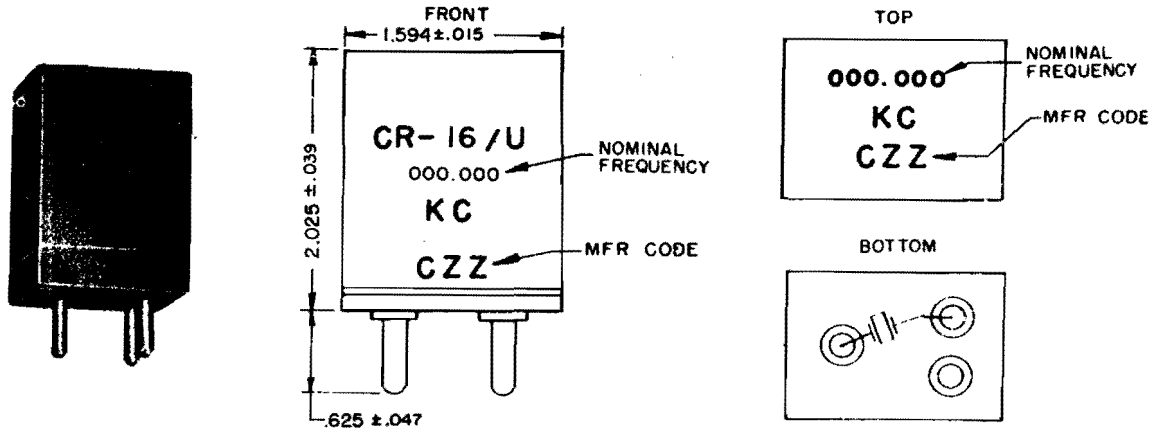 FRONT
1.594±.015
2.025 ±.039
CR-16/U
000.000
NOMINAL
FREQUENCY
KC
CZZ
MFR CODE
.625 ±.047
TOP
000.000
NOMINAL
FREQUENCY
KC
MFR CODE
CZZ
BOTTOM